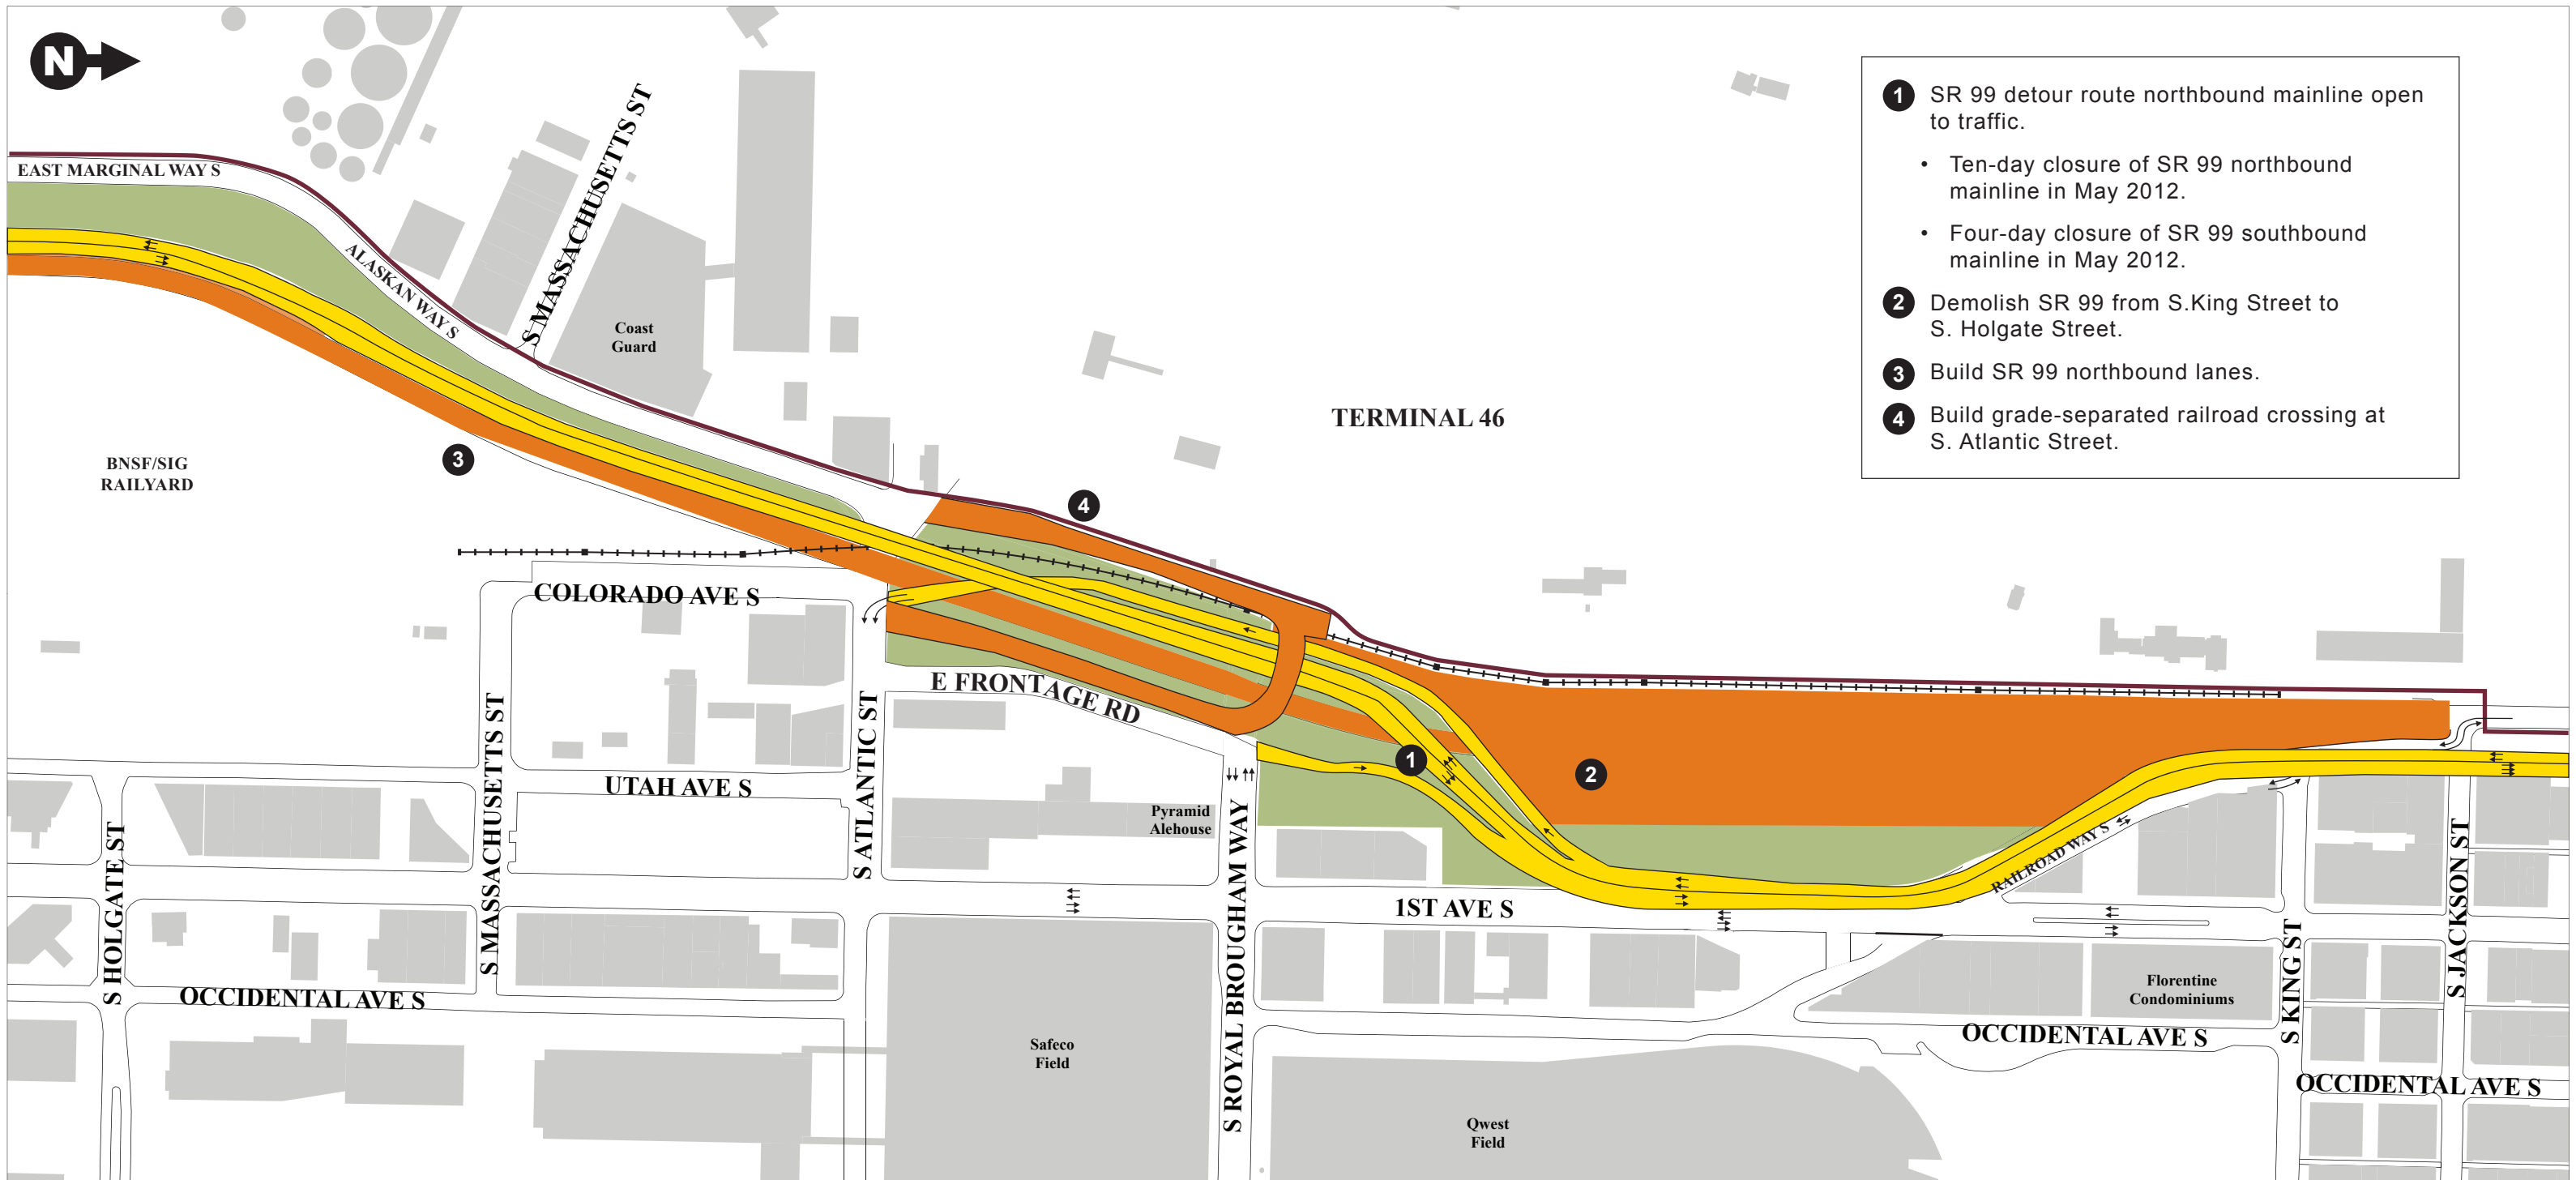 N
1 SR 99 detour route northbound mainline open
to traffic.
• Ten-day closure of SR 99 northbound
mainline in May 2012.
• Four-day closure of SR 99 southbound
mainline in May 2012.
2 Demolish SR 99 from S.King Street to
S. Holgate Street.
3 Build SR 99 northbound lanes.
4 Build grade-separated railroad crossing at
S. Atlantic Street.
EAST MARGINAL WAY S
ALASKAN WAY S
S MASSACHUSETTS ST
Coast
Guard
TERMINAL 46
BNSF/SIG
RAILYARD
3
4
COLORADO AVE S
E FRONTAGE RD
1
2
UTAH AVE S
S ATLANTIC ST
S MASSACHUSETTS ST
S HOLGATE ST
Pyramid
Alehouse
S ROYAL BROUGHAM WAY
1ST AVE S
RAILROAD WAY S
S KING ST
S JACKSON ST
OCCIDENTAL AVE S
Safeco
Field
Qwest
Field
Florentine
Condominiums
OCCIDENTAL AVE S
OCCIDENTAL AVE S